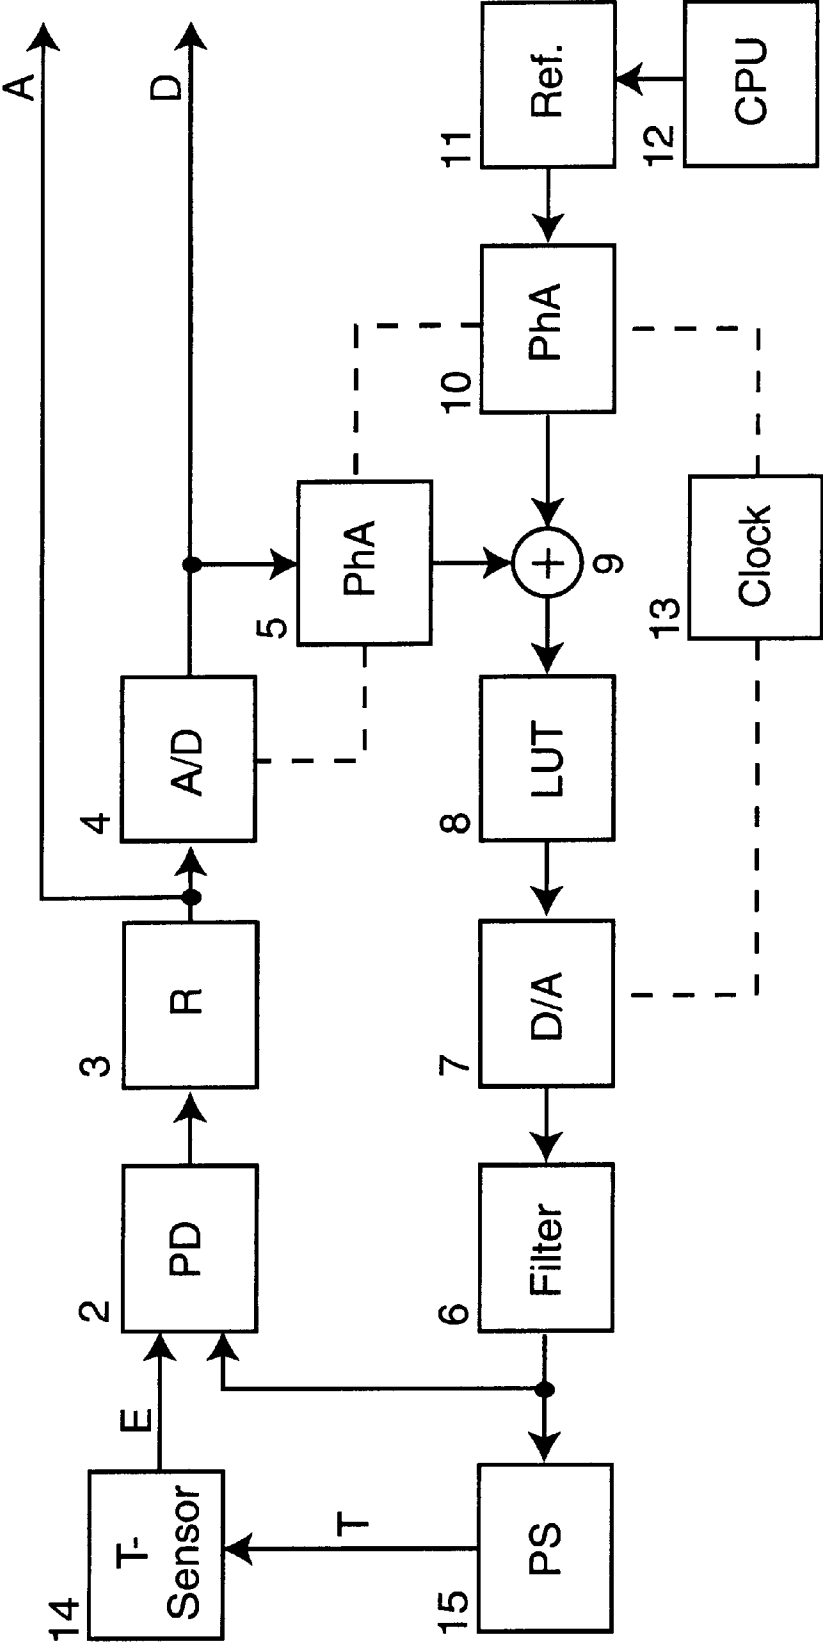 A
D
14
T-
Sensor
E
2
PD
3
R
4
A/D
5
PhA
15
PS
T
6
Filter
7
D/A
8
LUT
+
9
10
PhA
11
Ref.
12
CPU
13
Clock